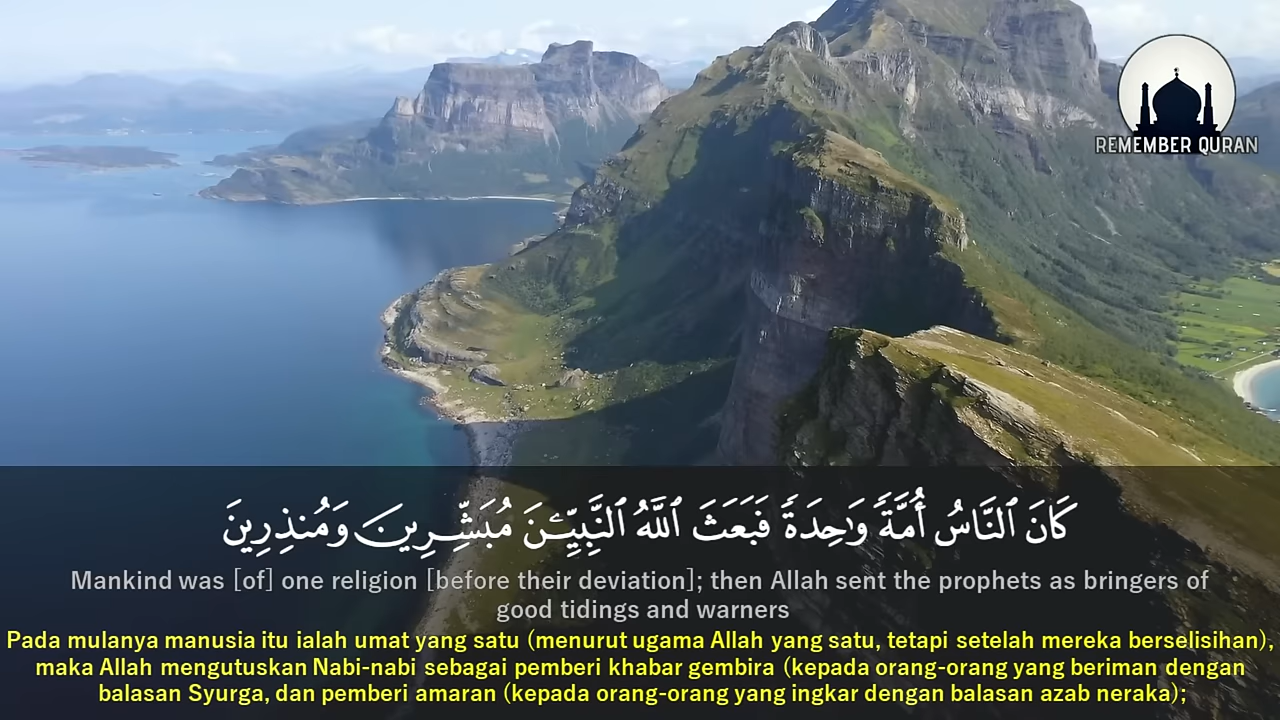 REMEMBER QURAN
كَانَ ٱلنَّاسُ أُمَّةً وَٰحِدَةً فَبَعَثَ ٱللَّهُ ٱلنَّبِيِّـۧنَ مُبَشِّرِينَ وَمُنذِرِينَ
Mankind was [of] one religion [before their deviation]; then Allah sent the prophets as bringers of
good tidings and warners
Pada mulanya manusia itu ialah umat yang satu (menurut ugama Allah yang satu, tetapi setelah mereka berselisihan),
maka Allah mengutuskan Nabi-nabi sebagai pemberi khabar gembira (kepada orang-orang yang beriman dengan
balasan Syurga, dan pemberi amaran (kepada orang-orang yang ingkar dengan balasan azab neraka);